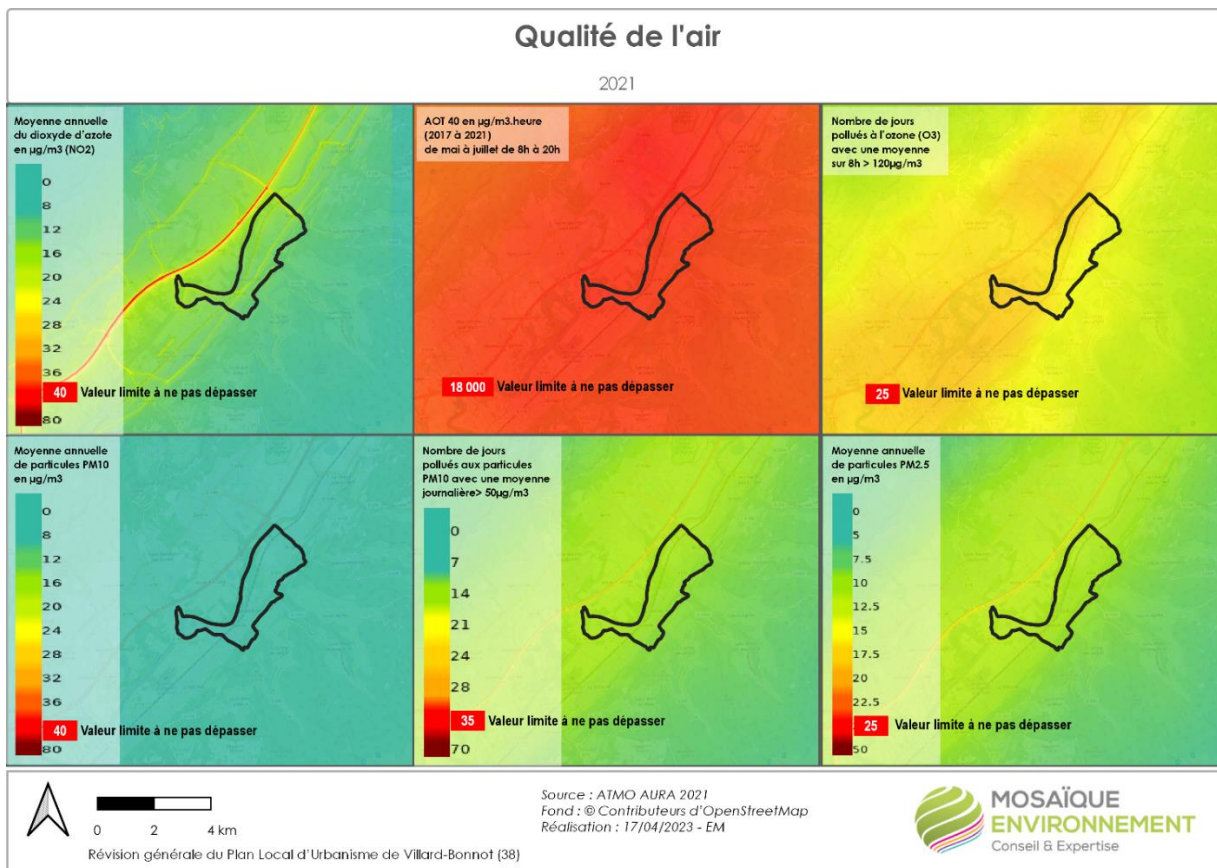 Qualité de l'air
2021
Moyenne annuelle
du dioxyde d'azote
en µg/m3 (NO2)
0
8
12
16
20
24
28
32
36
40 Valeur limite à ne pas dépasser
80
AOT 40 en µg/m3.heure
(2017 à 2021)
de mai à juillet de 8h à 20h
18 000 Valeur limite à ne pas dépasser
Nombre de jours
pollués à l'ozone (O3)
avec une moyenne
sur 8h > 120µg/m3
25 Valeur limite à ne pas dépasser
Moyenne annuelle
de particules PM10
en µg/m3
0
8
12
16
20
24
28
32
36
40 Valeur limite à ne pas dépasser
80
Nombre de jours
pollués aux particules
PM10 avec une moyenne
journalière> 50µg/m3
0
7
14
21
24
28
35 Valeur limite à ne pas dépasser
70
Moyenne annuelle
de particules PM2.5
en µg/m3
0
5
7.5
10
12.5
15
17.5
20
22.5
25 Valeur limite à ne pas dépasser
50
0 2 4 km
Révision générale du Plan Local d'Urbanisme de Villard-Bonnot (38)
Source : ATMO AURA 2021
Fond : © Contributeurs d'OpenStreetMap
Réalisation : 17/04/2023 - EM
MOSAÏQUE
ENVIRONNEMENT
Conseil & Expertise